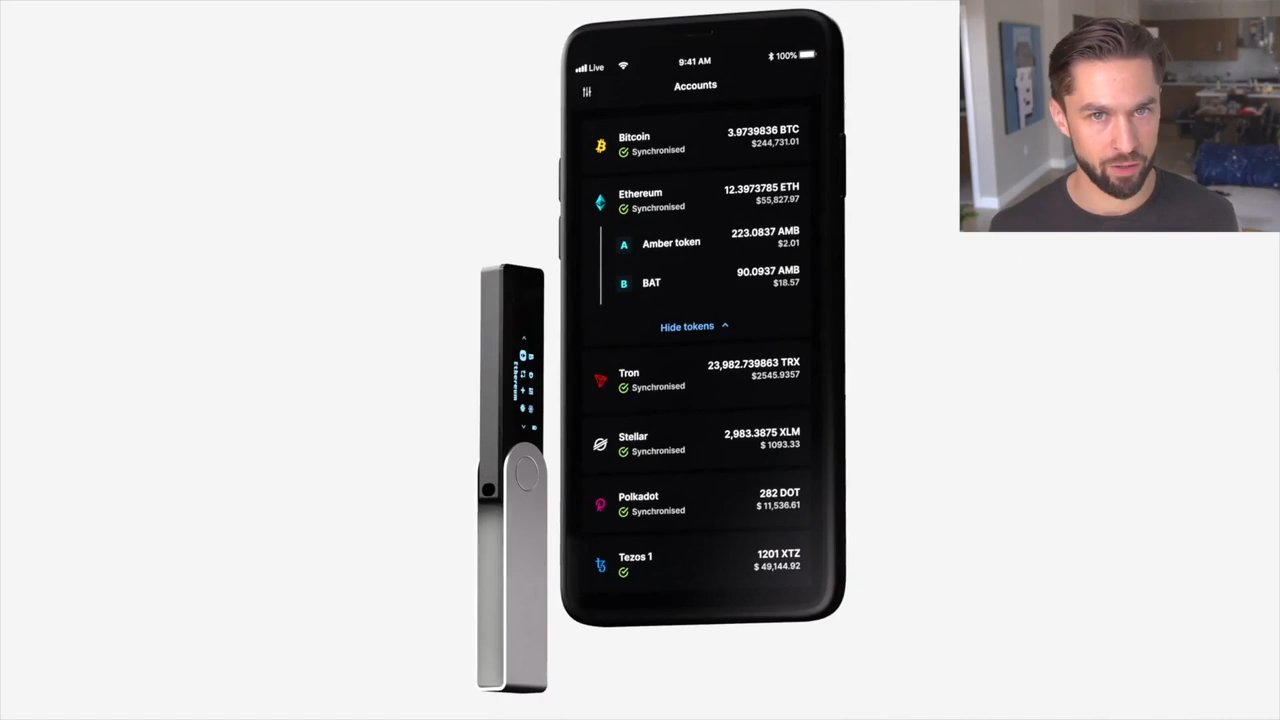 Live
9:41 AM
100%
Accounts
Bitcoin
3.9739836 BTC
Synchronised
$244,731.01
Ethereum
12.3973785 ETH
Synchronised
$55,827.97
A
Amber token
223.0837 AMB
$2.01
B
BAT
90.0937 AMB
$18.57
Hide tokens
Tron
23,982.739863 TRX
Synchronised
$2545.9357
Stellar
2,983.3875 XLM
Synchronised
$ 1093.33
Polkadot
282 DOT
Synchronised
$ 11,536.61
Tezos 1
1201 XTZ
$ 49,144.92
Ethereum